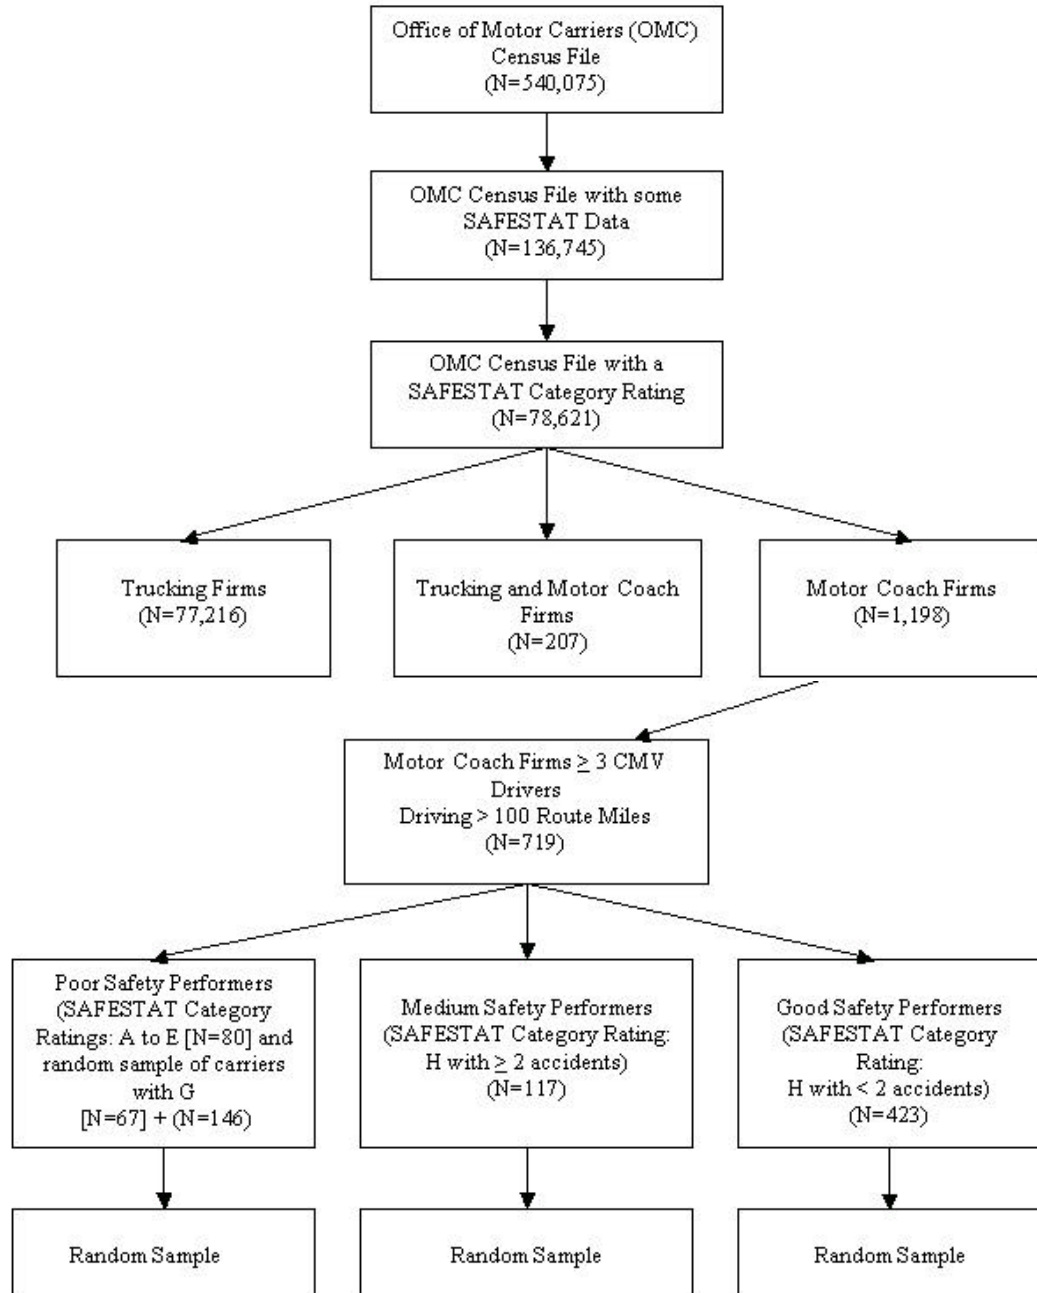 Office of Motor Carriers (OMC)
Census File
(N=540,075)
OMC Census File with some
SAFESTAT Data
(N=136,745)
OMC Census File with a
SAFESTAT Category Rating
(N=78,621)
Trucking Firms
(N=77,216)
Trucking and Motor Coach
Firms
(N=207)
Motor Coach Firms
(N=1,198)
Motor Coach Firms ≥ 3 CMV
Drivers
Driving > 100 Route Miles
(N=719)
Poor Safety Performers
(SAFESTAT Category
Ratings: A to E [N=80] and
random sample of carriers
with G
[N=67] + (N=146)
Medium Safety Performers
(SAFESTAT Category Rating:
H with ≥ 2 accidents)
(N=117)
Good Safety Performers
(SAFESTAT Category
Rating:
H with < 2 accidents)
(N=423)
Random Sample
Random Sample
Random Sample